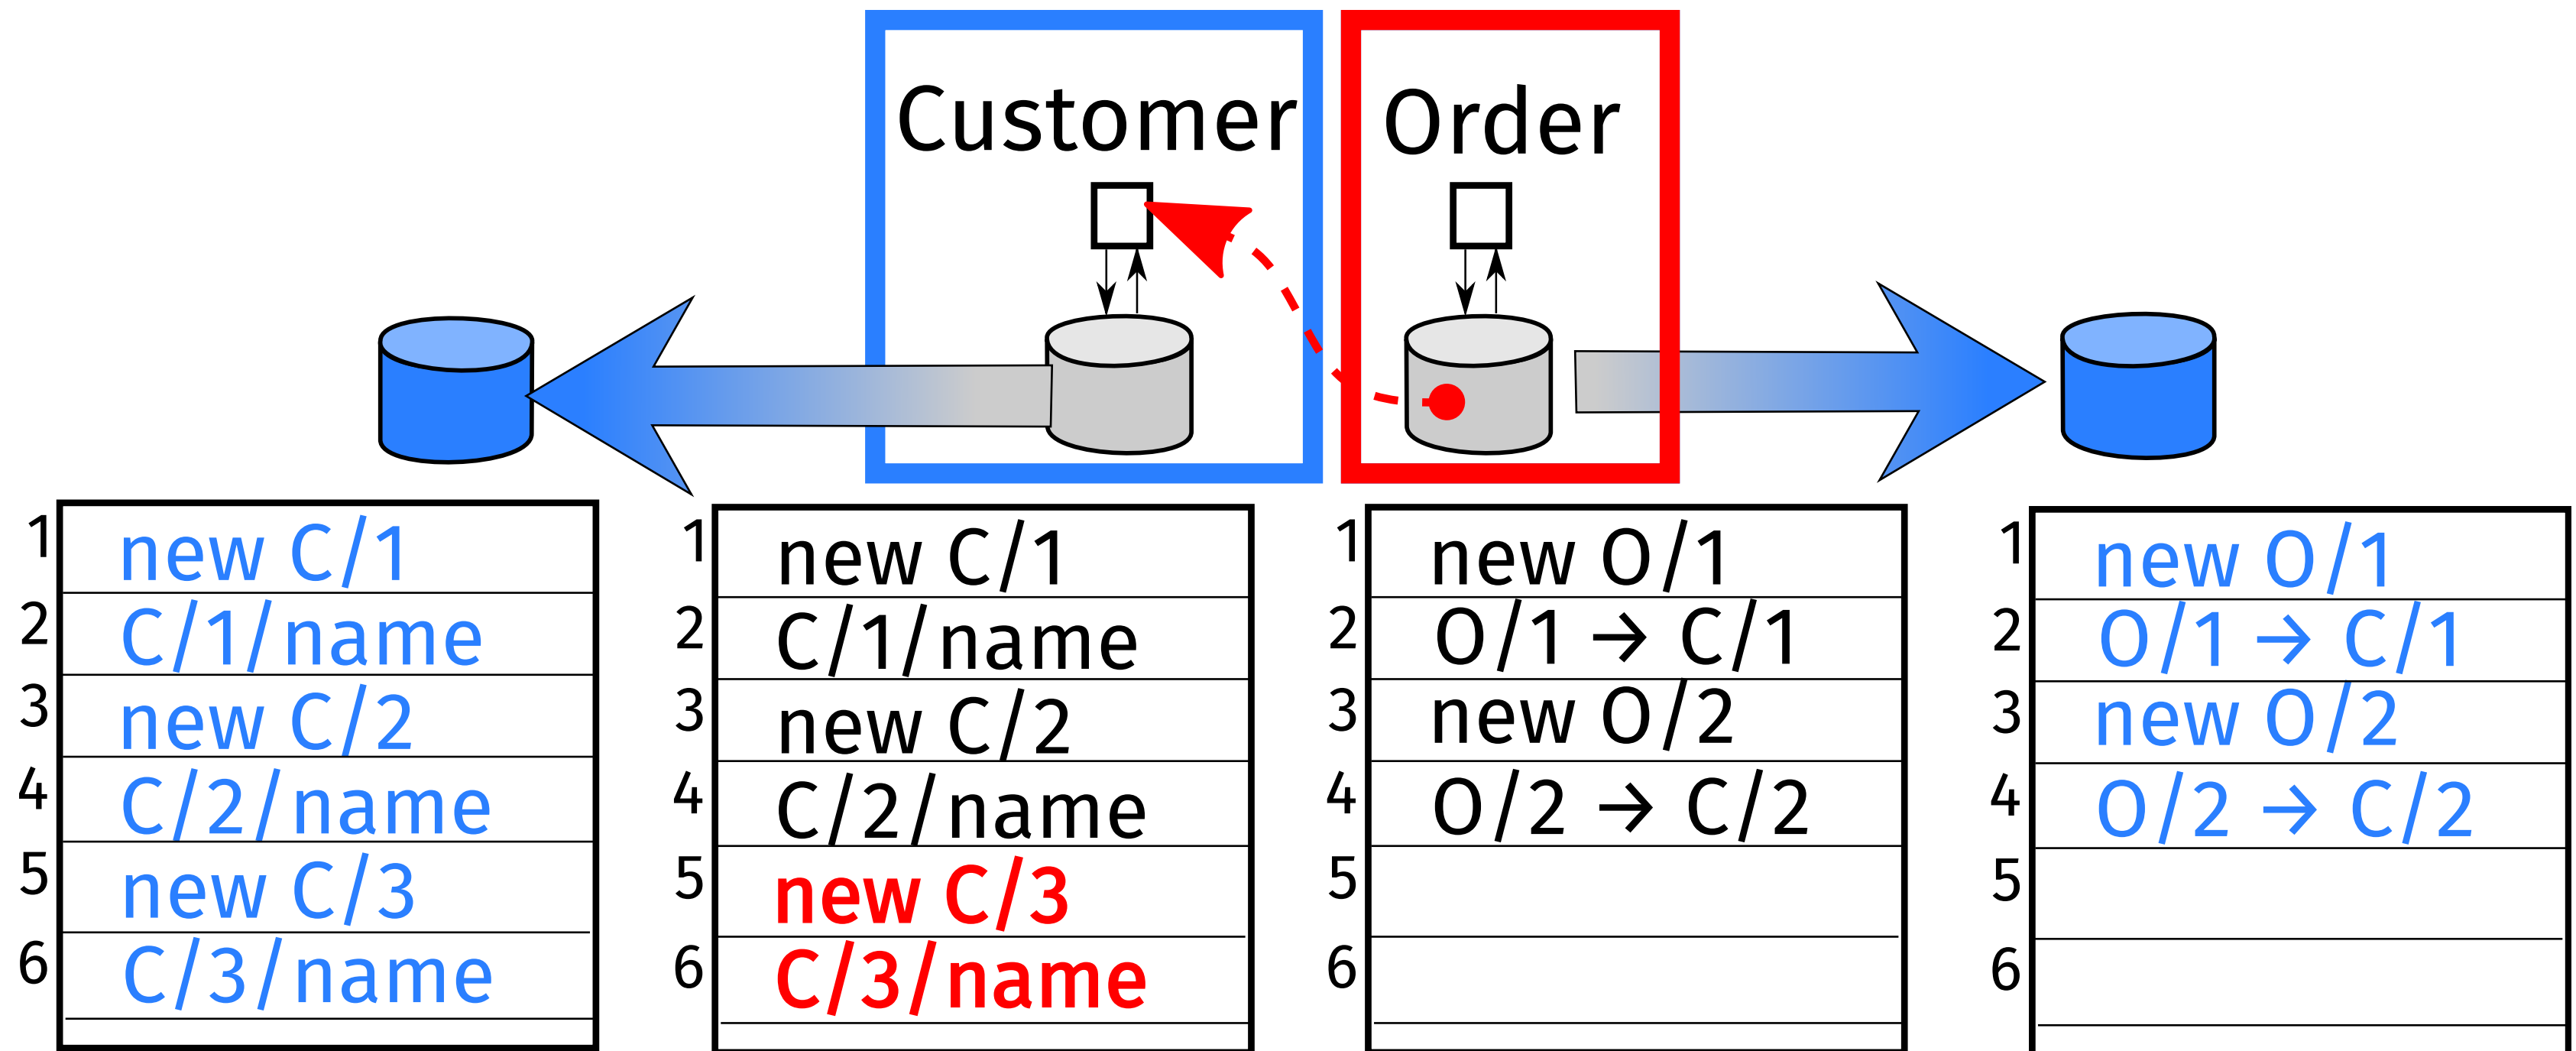 Customer
Order
1 new C/1
2 C/1/name
3 new C/2
4 C/2/name
5 new C/3
6 C/3/name
1 new C/1
2 C/1/name
3 new C/2
4 C/2/name
5 new C/3
6 C/3/name
1 new O/1
2 O/1 → C/1
3 new O/2
4 O/2 → C/2
5
6
1 new O/1
2 O/1 → C/1
3 new O/2
4 O/2 → C/2
5
6